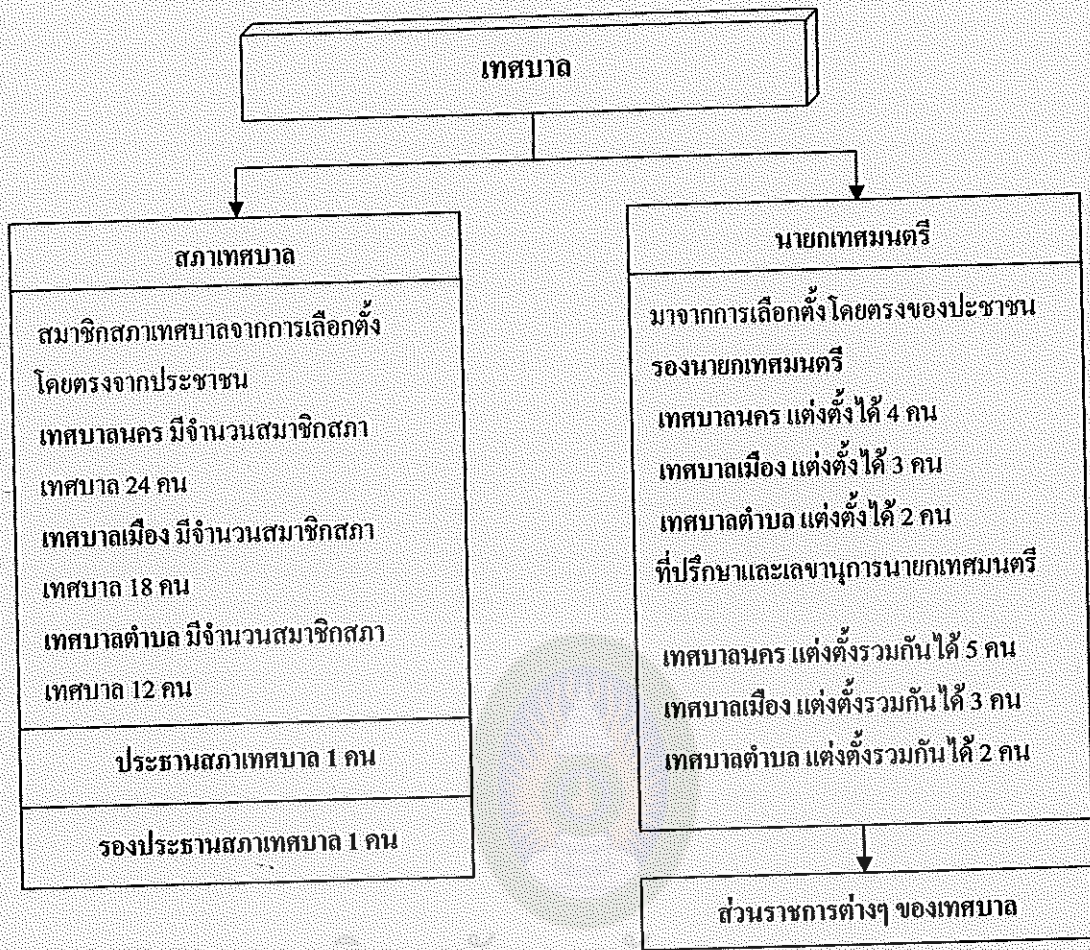 เทศบาล
สภาเทศบาล
สมาชิกสภาเทศบาลจากการเลือกตั้ง
โดยตรงจากประชาชน
เทศบาลนคร มีจำนวนสมาชิกสภา
เทศบาล 24 คน
เทศบาลเมือง มีจำนวนสมาชิกสภา
เทศบาล 18 คน
เทศบาลตำบล มีจำนวนสมาชิกสภา
เทศบาล 12 คน
ประธานสภาเทศบาล 1 คน
รองประธานสภาเทศบาล 1 คน
นายกเทศมนตรี
มาจากการเลือกตั้งโดยตรงของประชาชน
รองนายกเทศมนตรี
เทศบาลนคร แต่งตั้งได้ 4 คน
เทศบาลเมือง แต่งตั้งได้ 3 คน
เทศบาลตำบล แต่งตั้งได้ 2 คน
ที่ปรึกษาและเลขานุการนายกเทศมนตรี
เทศบาลนคร แต่งตั้งรวมกันได้ 5 คน
เทศบาลเมือง แต่งตั้งรวมกันได้ 3 คน
เทศบาลตำบล แต่งตั้งรวมกันได้ 2 คน
ส่วนราชการต่างๆ ของเทศบาล